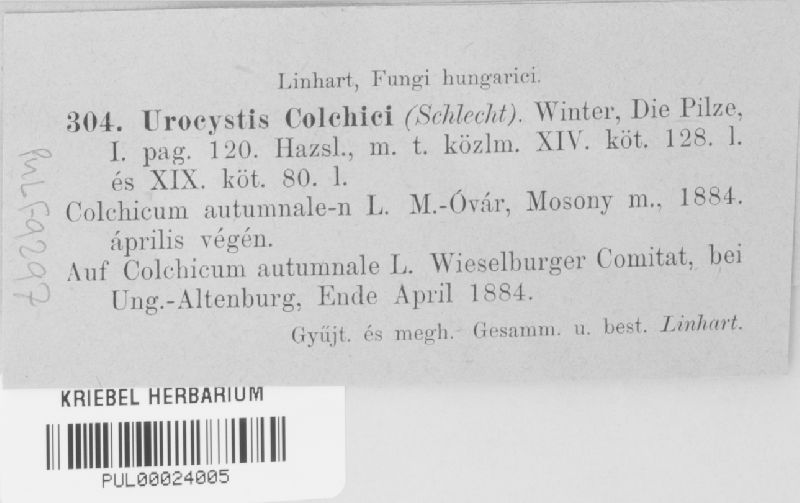 Linhart, Fungi hungarici.
304. Urocystis Colchici (Schlecht). Winter, Die Pilze,
I. pag. 120. Hazsl., m. t. közlm. XIV. köt. 128. l.
és XIX. köt. 80. l.
Colchicum autumnale-n L. M.-Óvár, Mosony m., 1884.
április végén.
Auf Colchicum autumnale L. Wieselburger Comitat, bei
Ung.-Altenburg, Ende April 1884.
Gyűjt. és megh.- Gesamm. u. best. Linhart.
PUL F9297
KRIEBEL HERBARIUM
PUL00024005